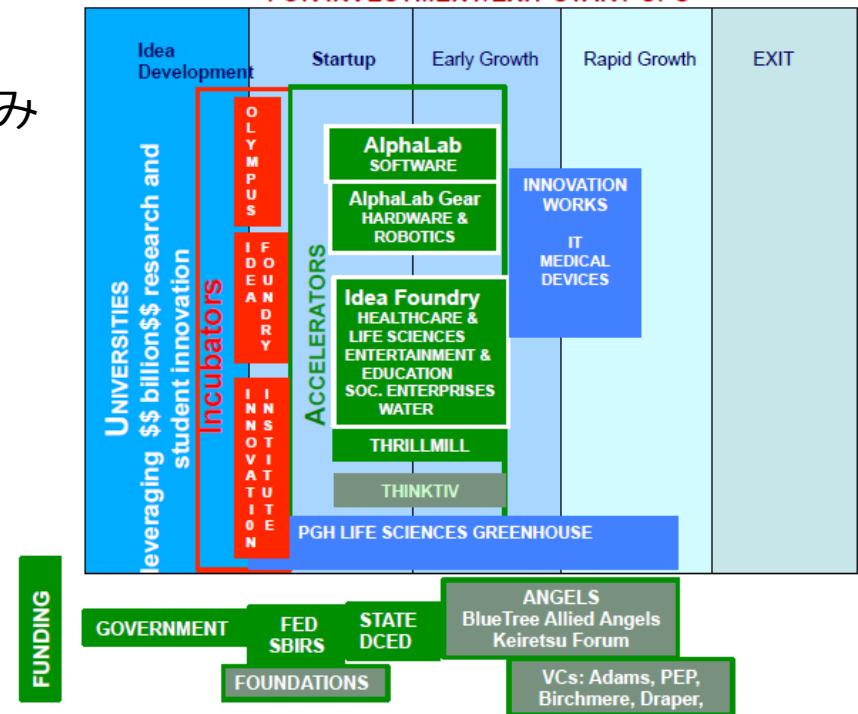 み
Idea
Development
Startup
Early Growth
Rapid Growth
EXIT
UNIVERSITIES
leveraging $$ billion$$ research and
student innovation
Incubators
OLYMPUS
IDEA
FOUNDRY
INNOVATI0N
INSTITUTE
ACCELERATORS
AlphaLab
SOFTWARE
AlphaLab Gear
HARDWARE &
ROBOTICS
Idea Foundry
HEALTHCARE &
LIFE SCIENCES
ENTERTAINMENT &
EDUCATION
SOC. ENTERPRISES
WATER
THRILLMILL
THINKTIV
INNOVATION
WORKS
IT
MEDICAL
DEVICES
PGH LIFE SCIENCES GREENHOUSE
FUNDING
GOVERNMENT
FED
SBIRS
STATE
DCED
FOUNDATIONS
ANGELS
BlueTree Allied Angels
Keiretsu Forum
VCs: Adams, PEP,
Birchmere, Draper,